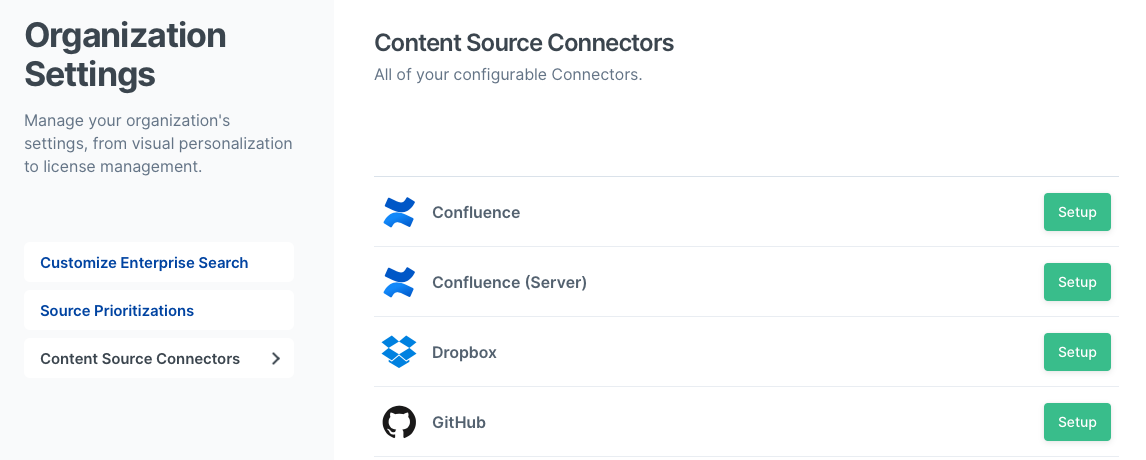 Organization
Settings
Manage your organization's
settings, from visual personalization
to license management.
Customize Enterprise Search
Source Prioritizations
Content Source Connectors
Content Source Connectors
All of your configurable Connectors.
Confluence
Setup
Confluence (Server)
Setup
Dropbox
Setup
GitHub
Setup